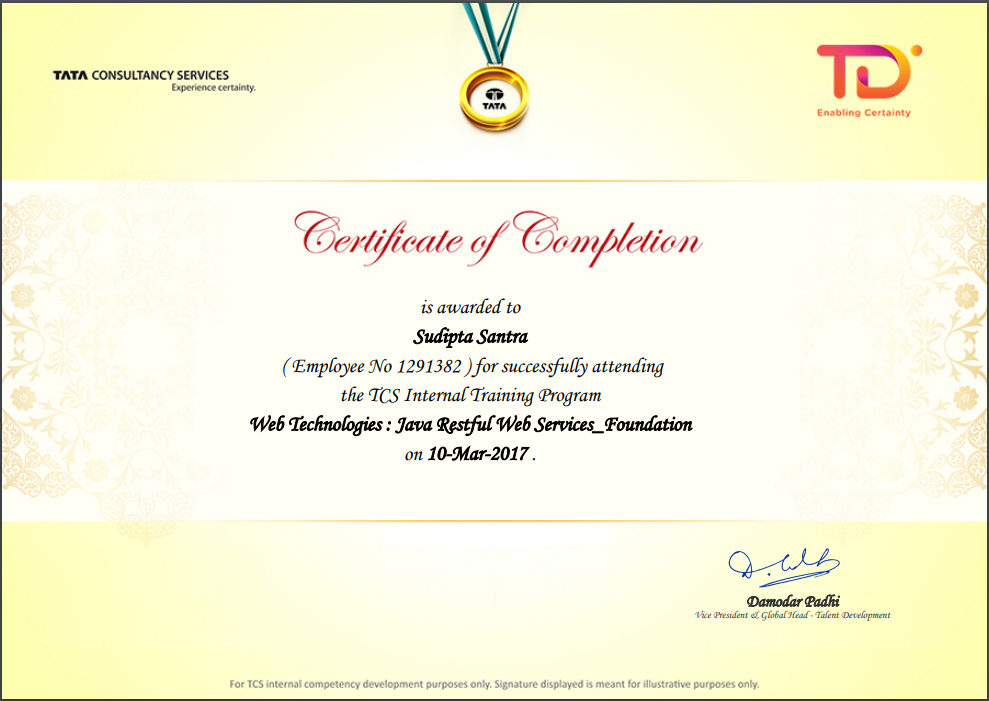 TATA CONSULTANCY SERVICES
Experience certainty.
TATA
TD
Enabling Certainty
Certificate of Completion
is awarded to
Sudipta Santra
( Employee No 1291382 ) for successfully attending
the TCS Internal Training Program
Web Technologies : Java Restful Web Services_Foundation
on 10-Mar-2017 .
Damodar Padhi
Vice President & Global Head - Talent Development
For TCS internal competency development purposes only. Signature displayed is meant for illustrative purposes only.